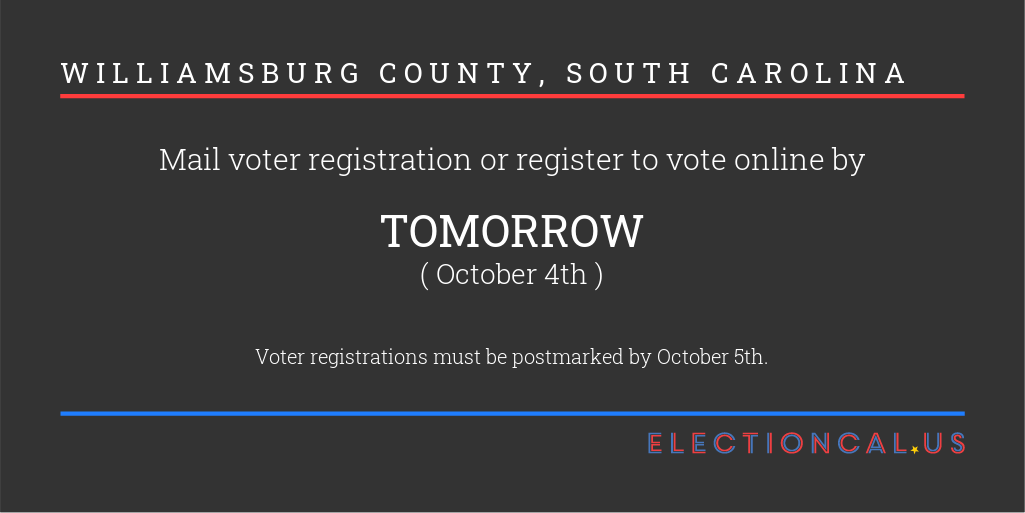 WILLIAMSBURG COUNTY, SOUTH CAROLINA
Mail voter registration or register to vote online by
TOMORROW
( October 4th )
Voter registrations must be postmarked by October 5th.
ELECTIONCAL.US